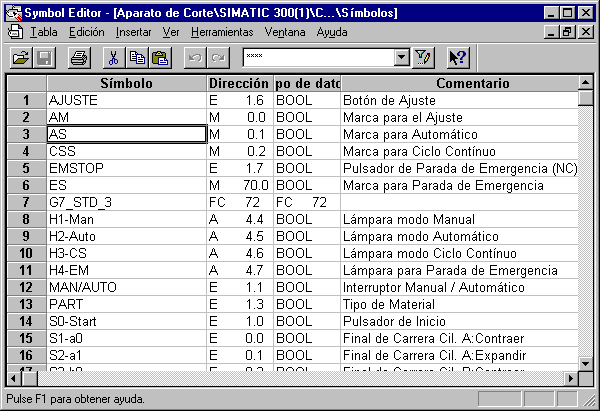 Symbol Editor - [Aparato de Corte\SIMATIC 300(1)\C...\Símbolos]
Tabla Edición Insertar Ver Herramientas Ventana Ayuda
****
Símbolo Dirección po de dato Comentario
1 AJUSTE E 1.6 BOOL Botón de Ajuste
2 AM M 0.0 BOOL Marca para el Ajuste
3 AS M 0.1 BOOL Marca para Automático
4 CSS M 0.2 BOOL Marca para Ciclo Contínuo
5 EMSTOP E 1.7 BOOL Pulsador de Parada de Emergencia (NC)
6 ES M 70.0 BOOL Marca para Parada de Emergencia
7 G7_STD_3 FC 72 FC 72
8 H1-Man A 4.4 BOOL Lámpara modo Manual
9 H2-Auto A 4.5 BOOL Lámpara modo Automático
10 H3-CS A 4.6 BOOL Lámpara modo Ciclo Contínuo
11 H4-EM A 4.7 BOOL Lámpara para Parada de Emergencia
12 MAN/AUTO E 1.1 BOOL Interruptor Manual / Automático
13 PART E 1.3 BOOL Tipo de Material
14 S0-Start E 1.0 BOOL Pulsador de Inicio
15 S1-a0 E 0.0 BOOL Final de Carrera Cil. A:Contraer
16 S2-a1 E 0.1 BOOL Final de Carrera Cil. A:Expandir
Pulse F1 para obtener ayuda.